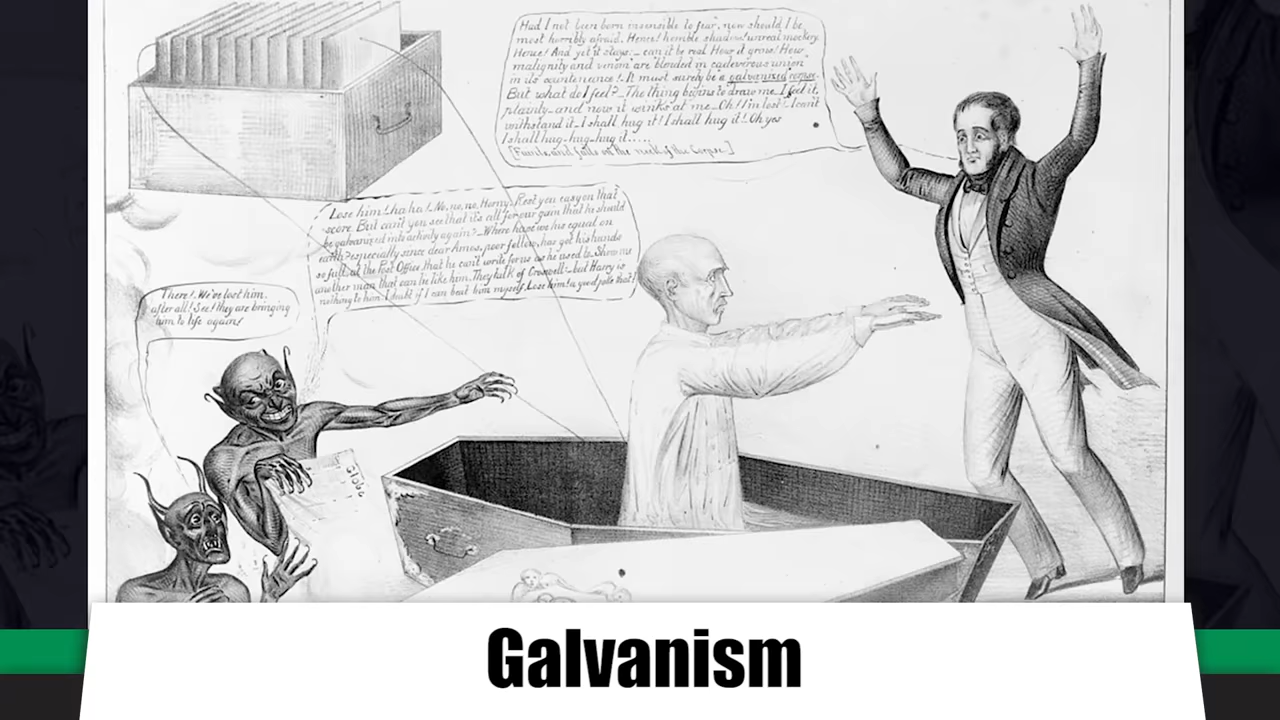 Had I not been born insensible to fear, now should I be
most horribly afraid. Hence! horrible shadow! unreal mockery
Hence! And yet it stays:_ can it be real How it grows! How
malignity and venom are blended in cadeverous union
in its countenance!_ It must surely be a galvanized corpse.
But what do I feel?_ The thing begins to draw me_ I feel it,
plainly_ and now it winks at me_ Oh! I'm lost!_ I can't
withstand it_ I shall hug it! I shall hug it!_ Oh yes
I shall hug_hug_hug it....
[Faints and falls on the neck of the Corpse]
Lose him! ha ha! No, no, no, Horny. Rest you easy on that
score. But can't you see that it's all for our gain that he should
be galvanized into activity again?_ Where have we his equal on
earth? especially since dear Amos, poor fellow, has got his hands
so full at the Post Office that he can't write for us as he used to. Show me
another man that can lie like him. They talk of Croswell_ but Harry is
nothing to him. I doubt if I can beat him myself. Lose him! a good joke that!
There! We've lost him,
after all! See! they are bringing
him to life again!
Globe
Galvanism